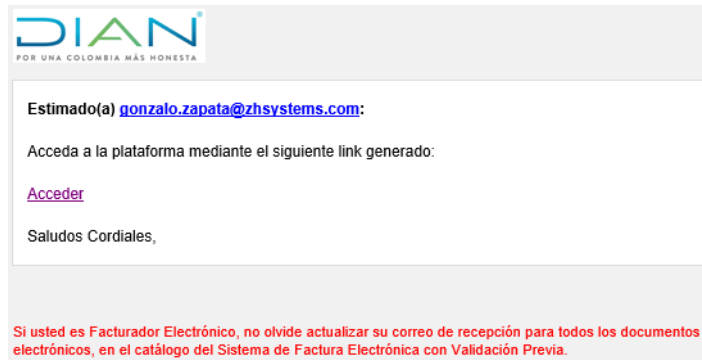 DIAN
POR UNA COLOMBIA MÁS HONESTA
Estimado(a) gonzalo.zapata@zhsystems.com:
Acceda a la plataforma mediante el siguiente link generado:
Acceder
Saludos Cordiales,
Si usted es Facturador Electrónico, no olvide actualizar su correo de recepción para todos los documentos
electrónicos, en el catálogo del Sistema de Factura Electrónica con Validación Previa.